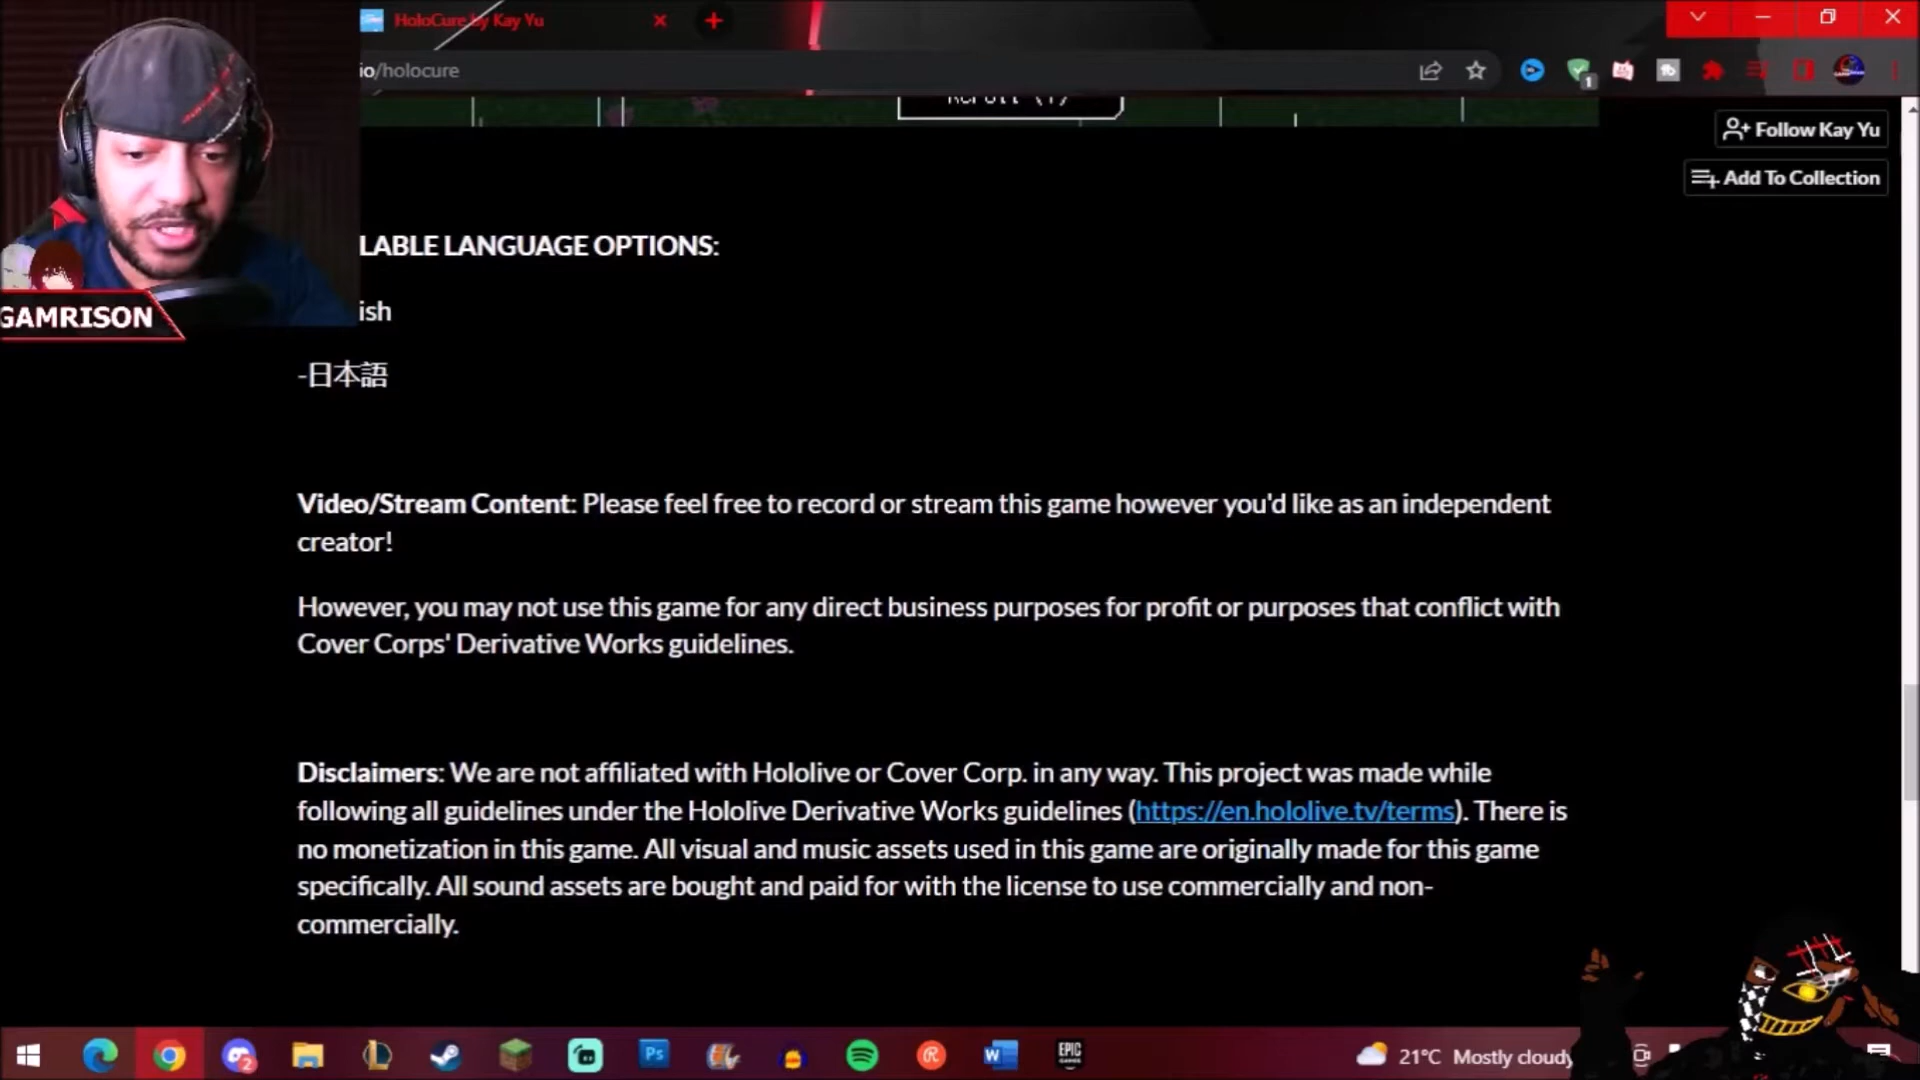 HoloCure by Kay Yu
io/holocure
Follow Kay Yu
Add To Collection
LABLE LANGUAGE OPTIONS:
ish
-日本語
GAMRISON
Video/Stream Content: Please feel free to record or stream this game however you'd like as an independent
creator!
However, you may not use this game for any direct business purposes for profit or purposes that conflict with
Cover Corps' Derivative Works guidelines.
Disclaimers: We are not affiliated with Hololive or Cover Corp. in any way. This project was made while
following all guidelines under the Hololive Derivative Works guidelines (https://en.hololive.tv/terms). There is
no monetization in this game. All visual and music assets used in this game are originally made for this game
specifically. All sound assets are bought and paid for with the license to use commercially and non-
commercially.
21°C Mostly cloudy